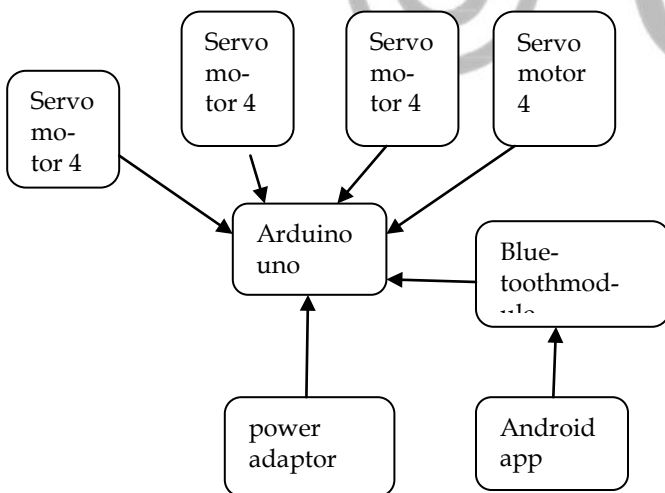 Servo
mo-
tor 4
Servo
mo-
tor 4
Servo
mo-
tor 4
Servo
motor
4
Arduino
uno
Blue-
toothmod-
ule
power
adaptor
Android
app